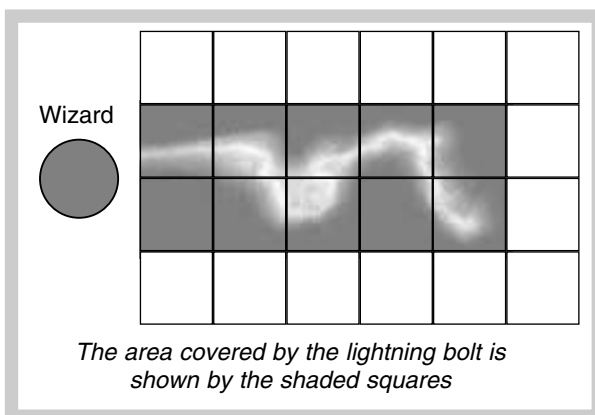 Wizard
The area covered by the lightning bolt is
shown by the shaded squares